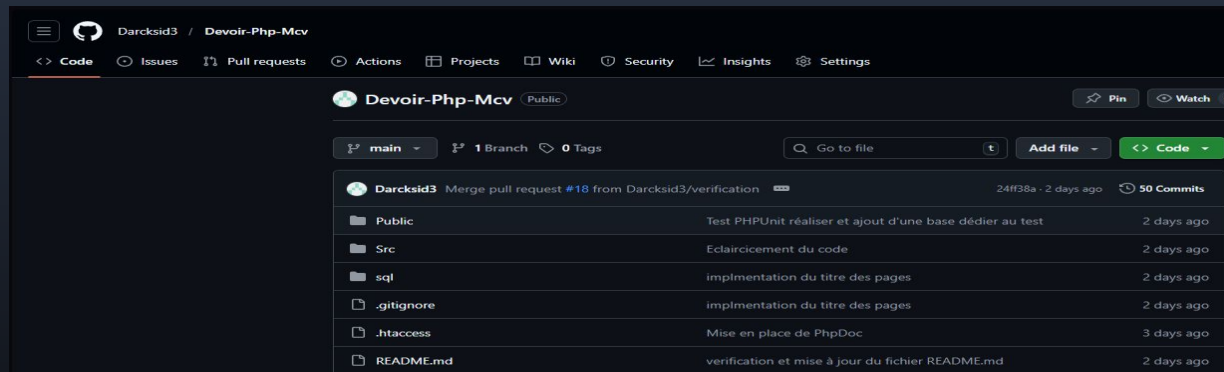 Darcksid3 / Devoir-Php-Mcv
Code Issues Pull requests Actions Projects Wiki Security Insights Settings
Devoir-Php-Mcv Public Pin Watch
main 1 Branch 0 Tags Go to file t Add file Code
Darcksid3 Merge pull request #18 from Darcksid3/verification 24ff38a · 2 days ago 50 Commits
Public Test PHPUnit réaliser et ajout d'une base dédier au test 2 days ago
Src Eclaircicement du code 2 days ago
sql implmentation du titre des pages 2 days ago
.gitignore implmentation du titre des pages 2 days ago
.htaccess Mise en place de PhpDoc 3 days ago
README.md verification et mise à jour du fichier README.md 2 days ago